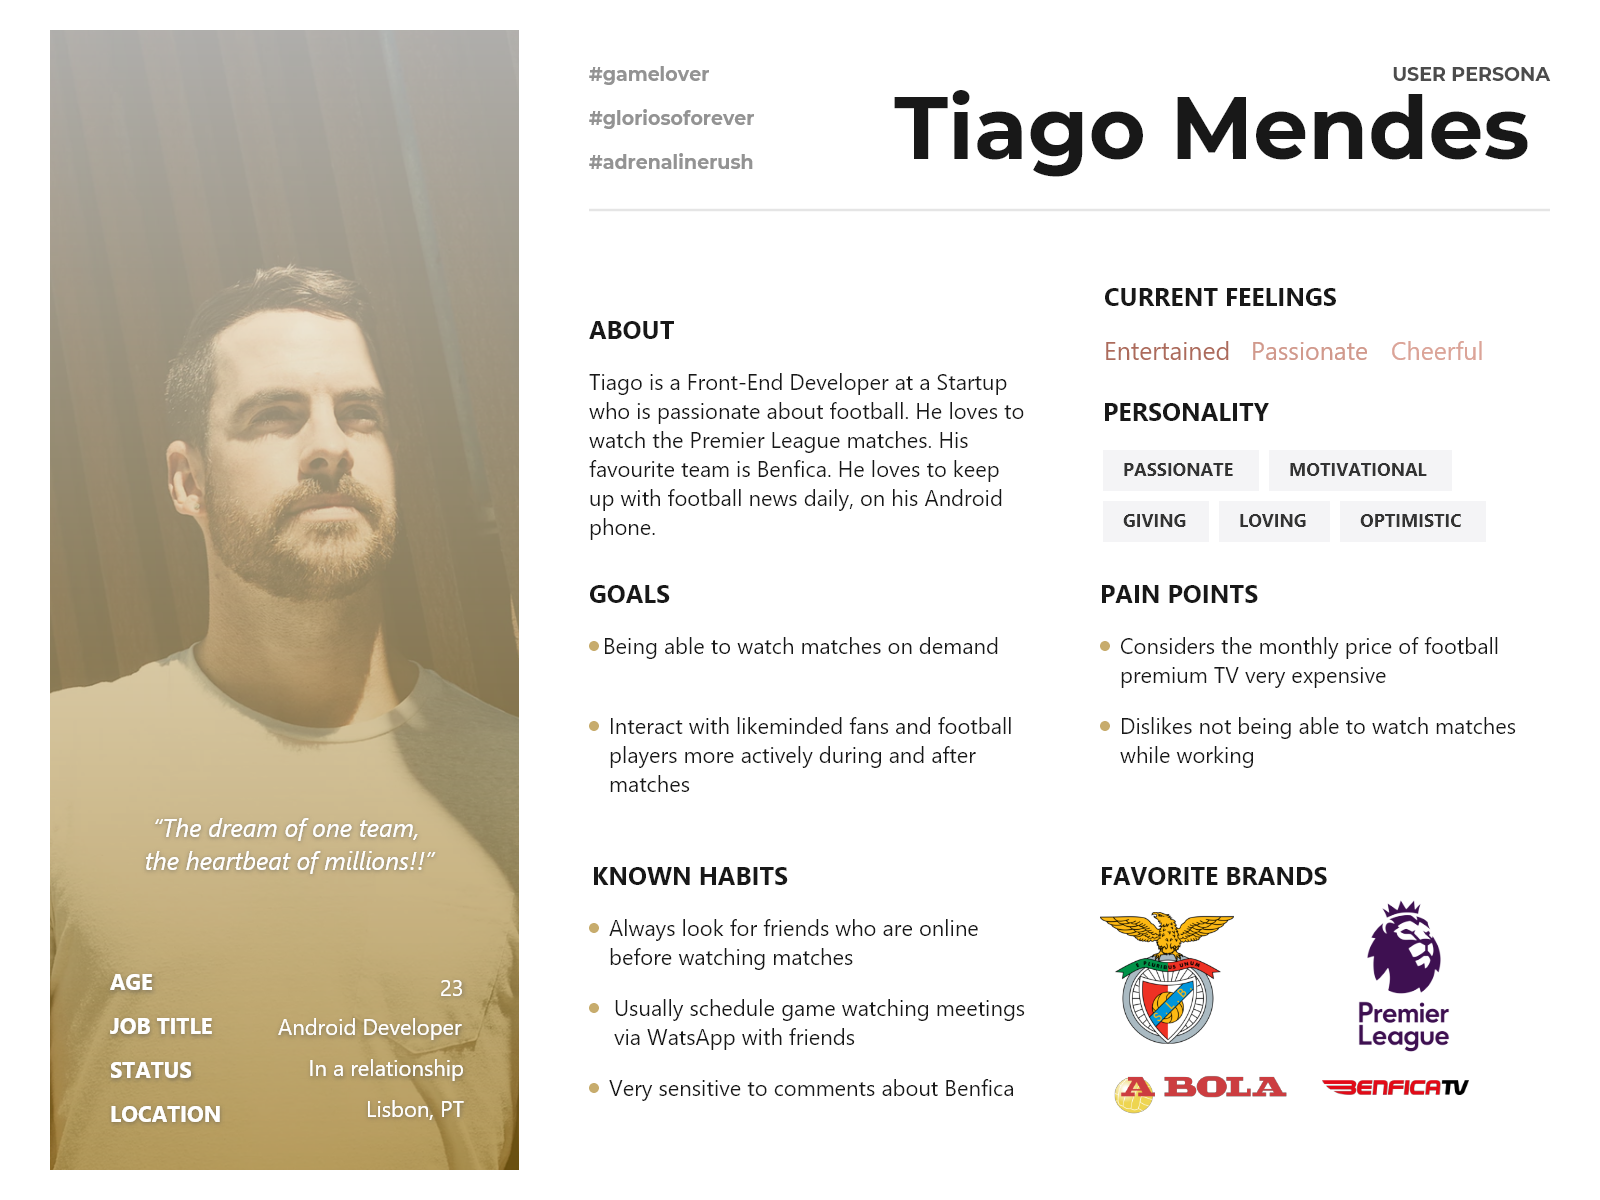 #gamelover
#gloriosoforever
#adrenalinerush
USER PERSONA
Tiago Mendes
“The dream of one team,
the heartbeat of millions!!”
AGE 23
JOB TITLE Android Developer
STATUS In a relationship
LOCATION Lisbon, PT
ABOUT
Tiago is a Front-End Developer at a Startup
who is passionate about football. He loves to
watch the Premier League matches. His
favourite team is Benfica. He loves to keep
up with football news daily, on his Android
phone.
CURRENT FEELINGS
Entertained Passionate Cheerful
PERSONALITY
PASSIONATE MOTIVATIONAL
GIVING LOVING OPTIMISTIC
GOALS
Being able to watch matches on demand
Interact with likeminded fans and football
players more actively during and after
matches
PAIN POINTS
Considers the monthly price of football
premium TV very expensive
Dislikes not being able to watch matches
while working
KNOWN HABITS
Always look for friends who are online
before watching matches
Usually schedule game watching meetings
via WatsApp with friends
Very sensitive to comments about Benfica
FAVORITE BRANDS
E PLURIBUS UNUM
SLB
Premier
League
A BOLA
BENFICATV